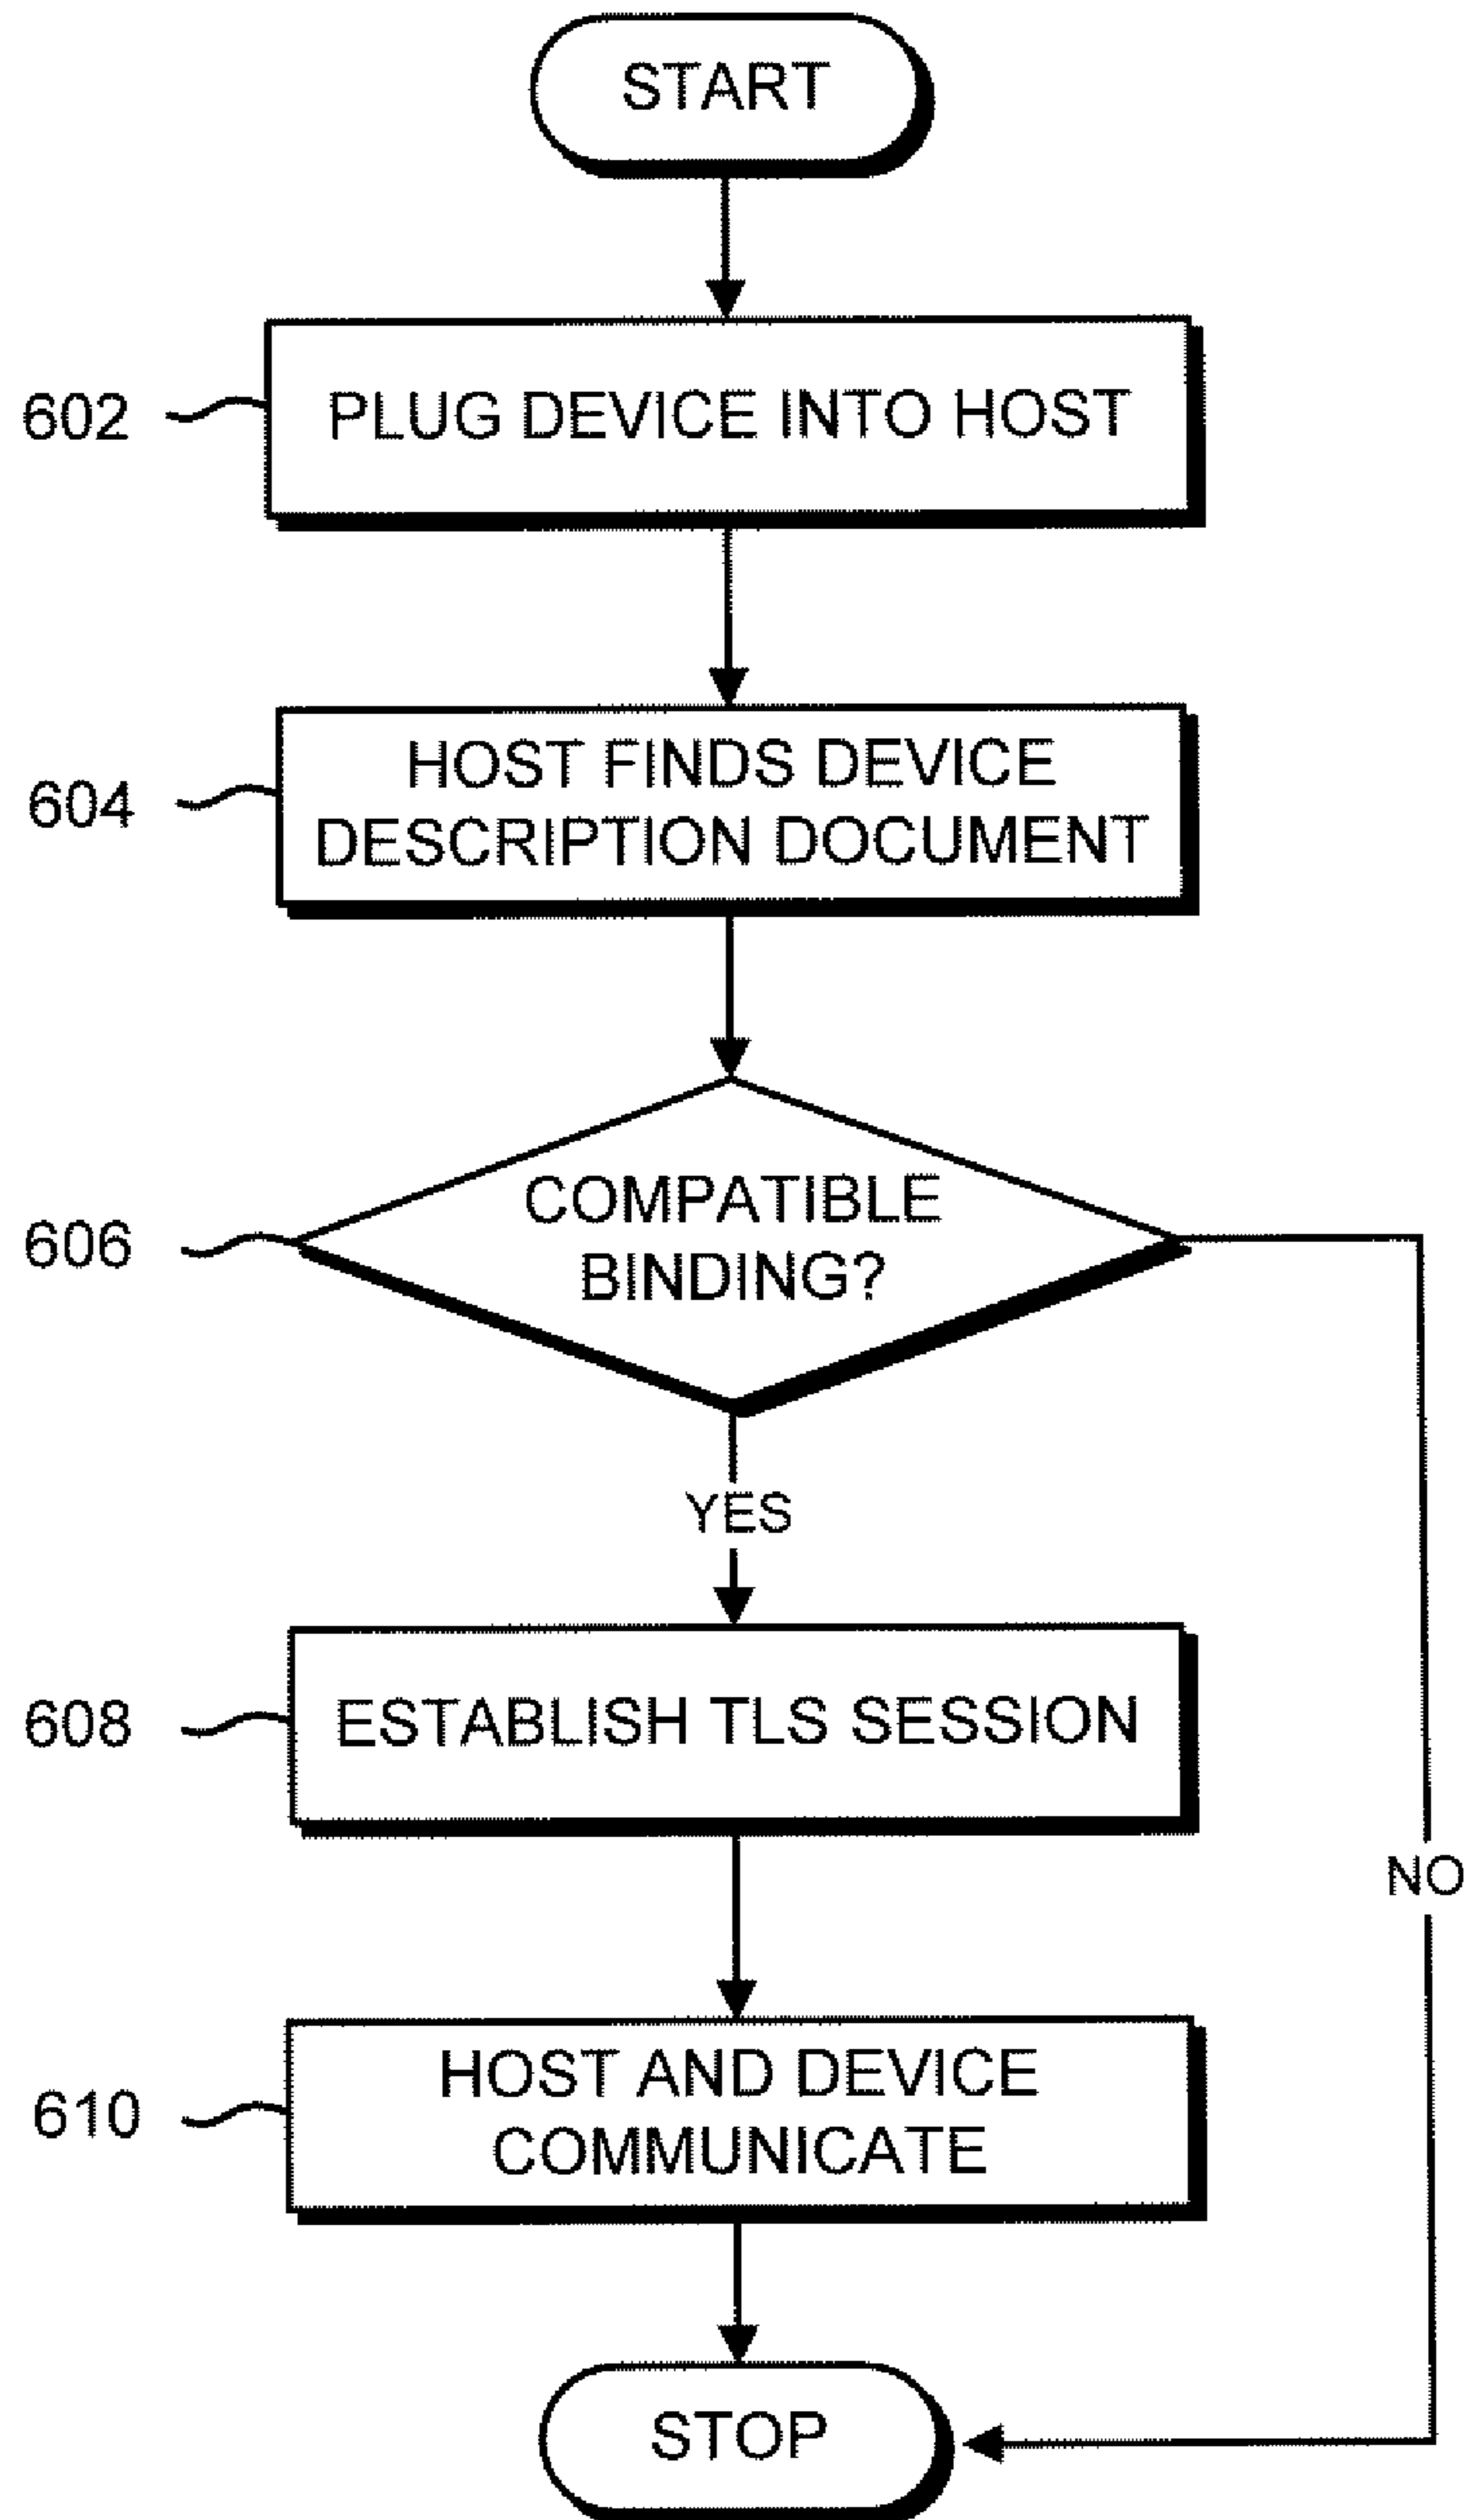 START
602
PLUG DEVICE INTO HOST
604
HOST FINDS DEVICE
DESCRIPTION DOCUMENT
606
COMPATIBLE
BINDING?
YES
608
ESTABLISH TLS SESSION
NO
610
HOST AND DEVICE
COMMUNICATE
STOP